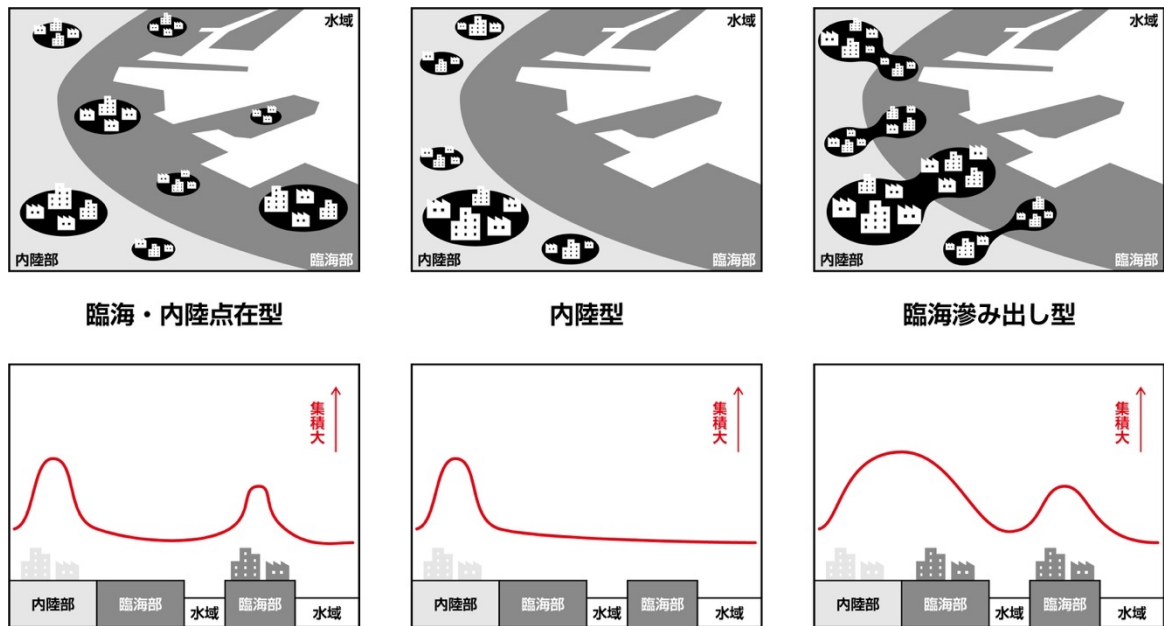 水域
内陸部
臨海部
水域
内陸部
臨海部
水域
内陸部
臨海部
臨海・内陸点在型
内陸型
臨海滲み出し型
集積大
内陸部
臨海部
水域
臨海部
水域
集積大
内陸部
臨海部
水域
臨海部
水域
集積大
内陸部
臨海部
水域
臨海部
水域